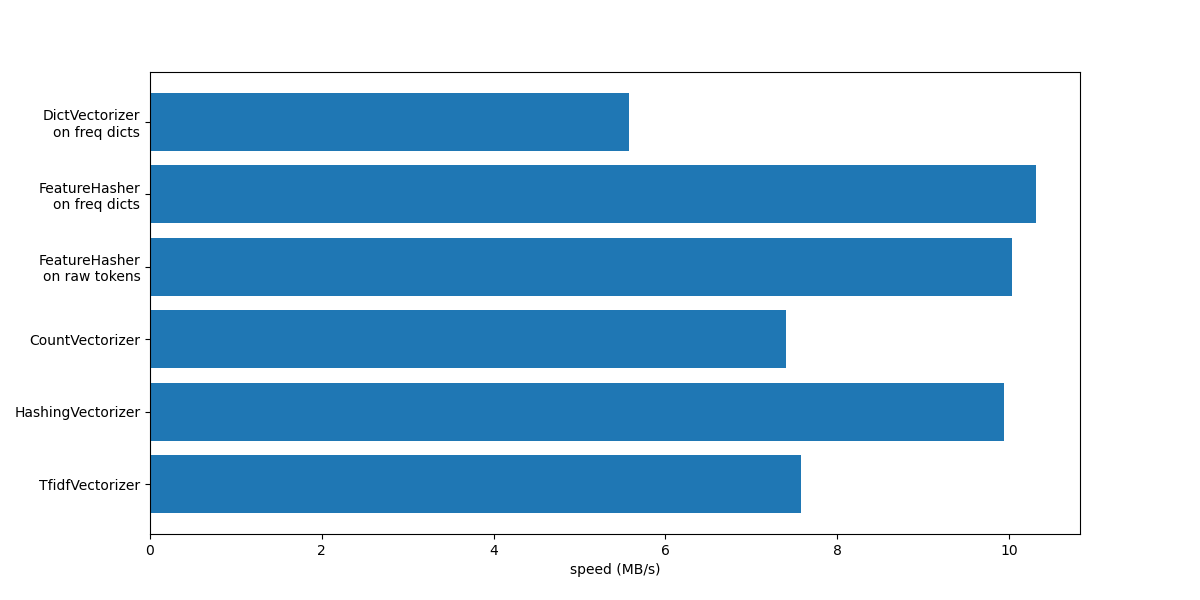 DictVectorizer
on freq dicts
FeatureHasher
on freq dicts
FeatureHasher
on raw tokens
CountVectorizer
HashingVectorizer
TfidfVectorizer
0 2 4 6 8 10
speed (MB/s)